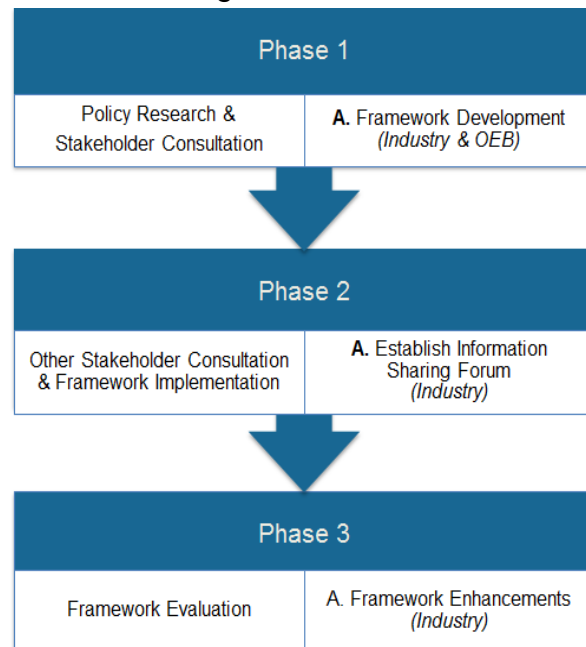 Phase 1
Policy Research &
Stakeholder Consultation
A. Framework Development
(Industry & OEB)
Phase 2
Other Stakeholder Consultation
& Framework Implementation
A. Establish Information
Sharing Forum
(Industry)
Phase 3
Framework Evaluation
A. Framework Enhancements
(Industry)